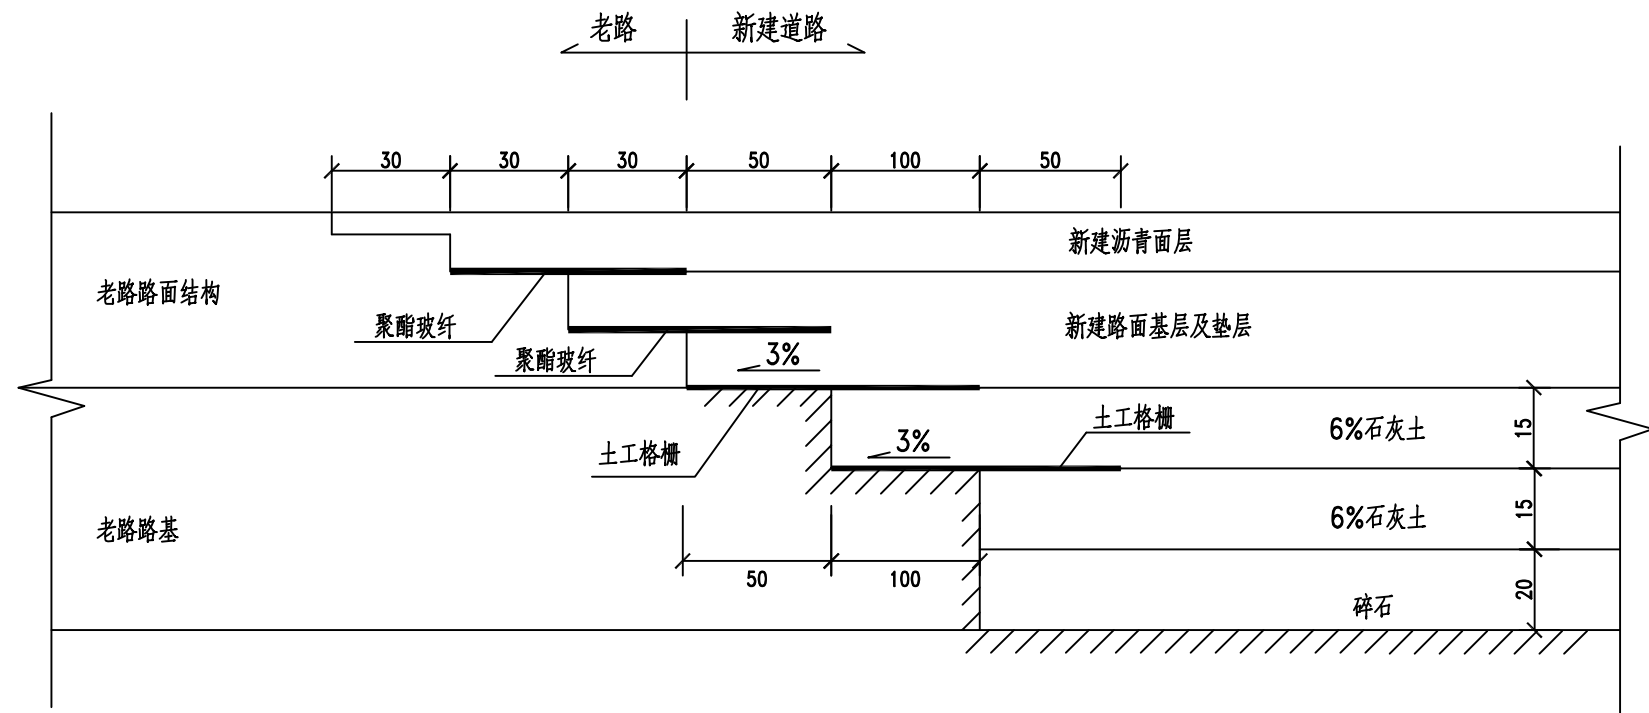 老路
新建道路
30
30
30
50
100
50
新建沥青面层
老路路面结构
聚酯玻纤
新建路面基层及垫层
聚酯玻纤
3%
土工格栅
3%
土工格栅
6%石灰土
15
老路路基
6%石灰土
15
50
100
碎石
20